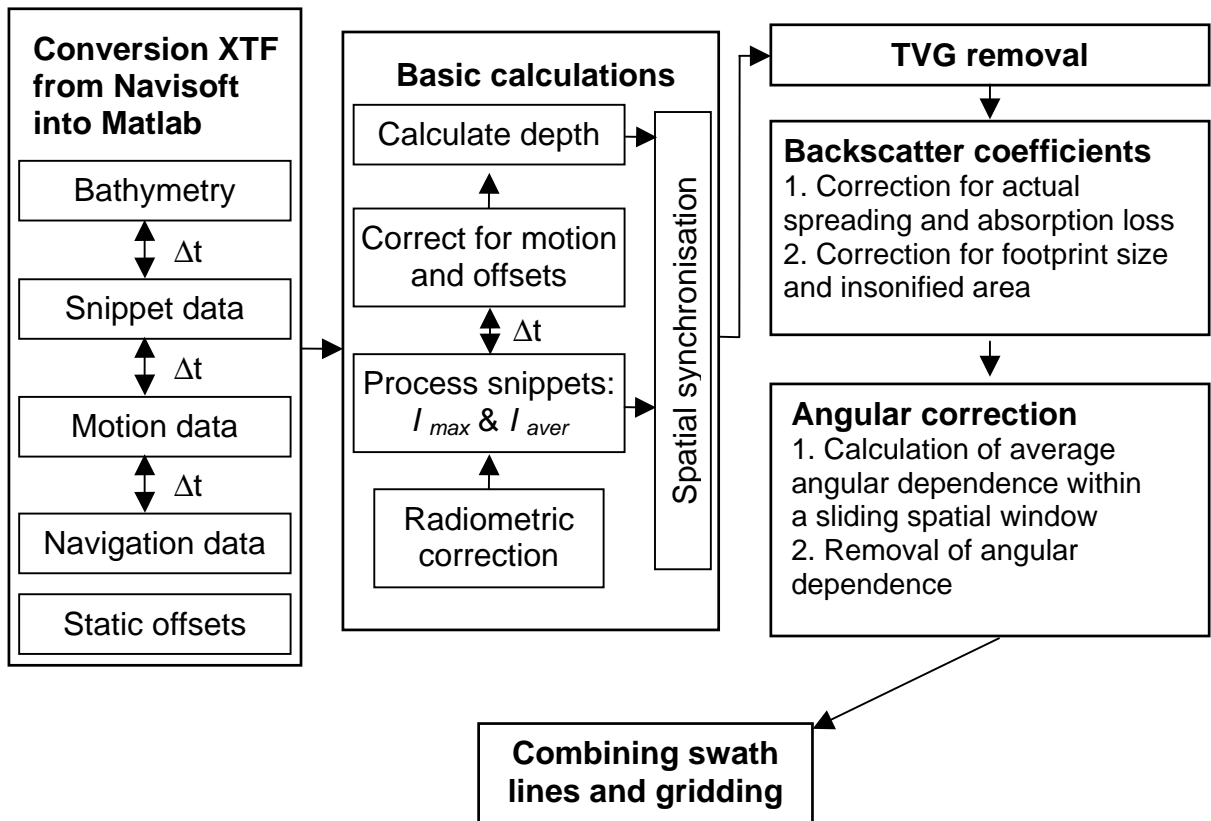 Conversion XTF
from Navisoft
into Matlab
Bathymetry
Δt
Snippet data
Δt
Motion data
Δt
Navigation data
Static offsets
Basic calculations
Calculate depth
Correct for motion
and offsets
Δt
Process snippets:
I max & I aver
Radiometric
correction
Spatial synchronisation
TVG removal
Backscatter coefficients
1. Correction for actual
spreading and absorption loss
2. Correction for footprint size
and insonified area
Angular correction
1. Calculation of average
angular dependence within
a sliding spatial window
2. Removal of angular
dependence
Combining swath
lines and gridding